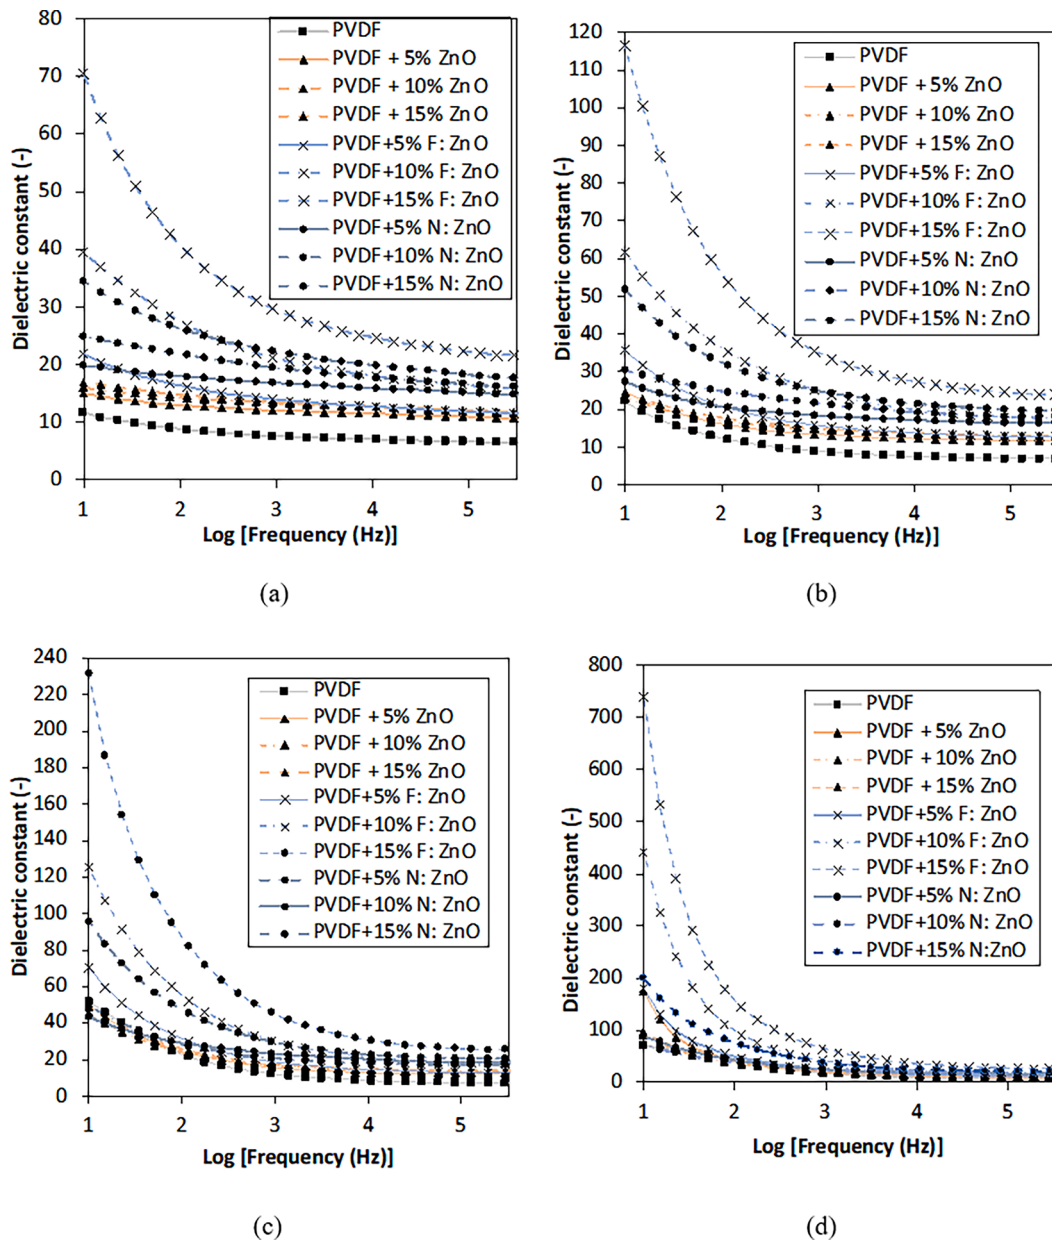 80
70
60
50
40
30
20
10
0
Dielectric constant (-)
PVDF
PVDF + 5% ZnO
PVDF + 10% ZnO
PVDF + 15% ZnO
PVDF+5% F: ZnO
PVDF+10% F: ZnO
PVDF+15% F: ZnO
PVDF+5% N: ZnO
PVDF+10% N: ZnO
PVDF+15% N: ZnO
1 2 3 4 5
Log [Frequency (Hz)]
(a)
120
110
100
90
80
70
60
50
40
30
20
10
0
Dielectric constant (-)
PVDF
PVDF + 5% ZnO
PVDF + 10% ZnO
PVDF + 15% ZnO
PVDF+5% F: ZnO
PVDF+10% F: ZnO
PVDF+15% F: ZnO
PVDF+5% N: ZnO
PVDF+10% N: ZnO
PVDF+15% N: ZnO
1 2 3 4 5
Log [Frequency (Hz)]
(b)
240
220
200
180
160
140
120
100
80
60
40
20
0
Dielectric constant (-)
PVDF
PVDF + 5% ZnO
PVDF + 10% ZnO
PVDF + 15% ZnO
PVDF+5% F: ZnO
PVDF+10% F: ZnO
PVDF+15% F: ZnO
PVDF+5% N: ZnO
PVDF+10% N: ZnO
PVDF+15% N: ZnO
1 2 3 4 5
Log [Frequency (Hz)]
(c)
800
700
600
500
400
300
200
100
0
Dielectric constant (-)
PVDF
PVDF + 5% ZnO
PVDF + 10% ZnO
PVDF + 15% ZnO
PVDF+5% F: ZnO
PVDF+10% F: ZnO
PVDF+15% F: ZnO
PVDF+5% N: ZnO
PVDF+10% N: ZnO
PVDF+15% N:ZnO
1 2 3 4 5
Log [Frequency (Hz)]
(d)